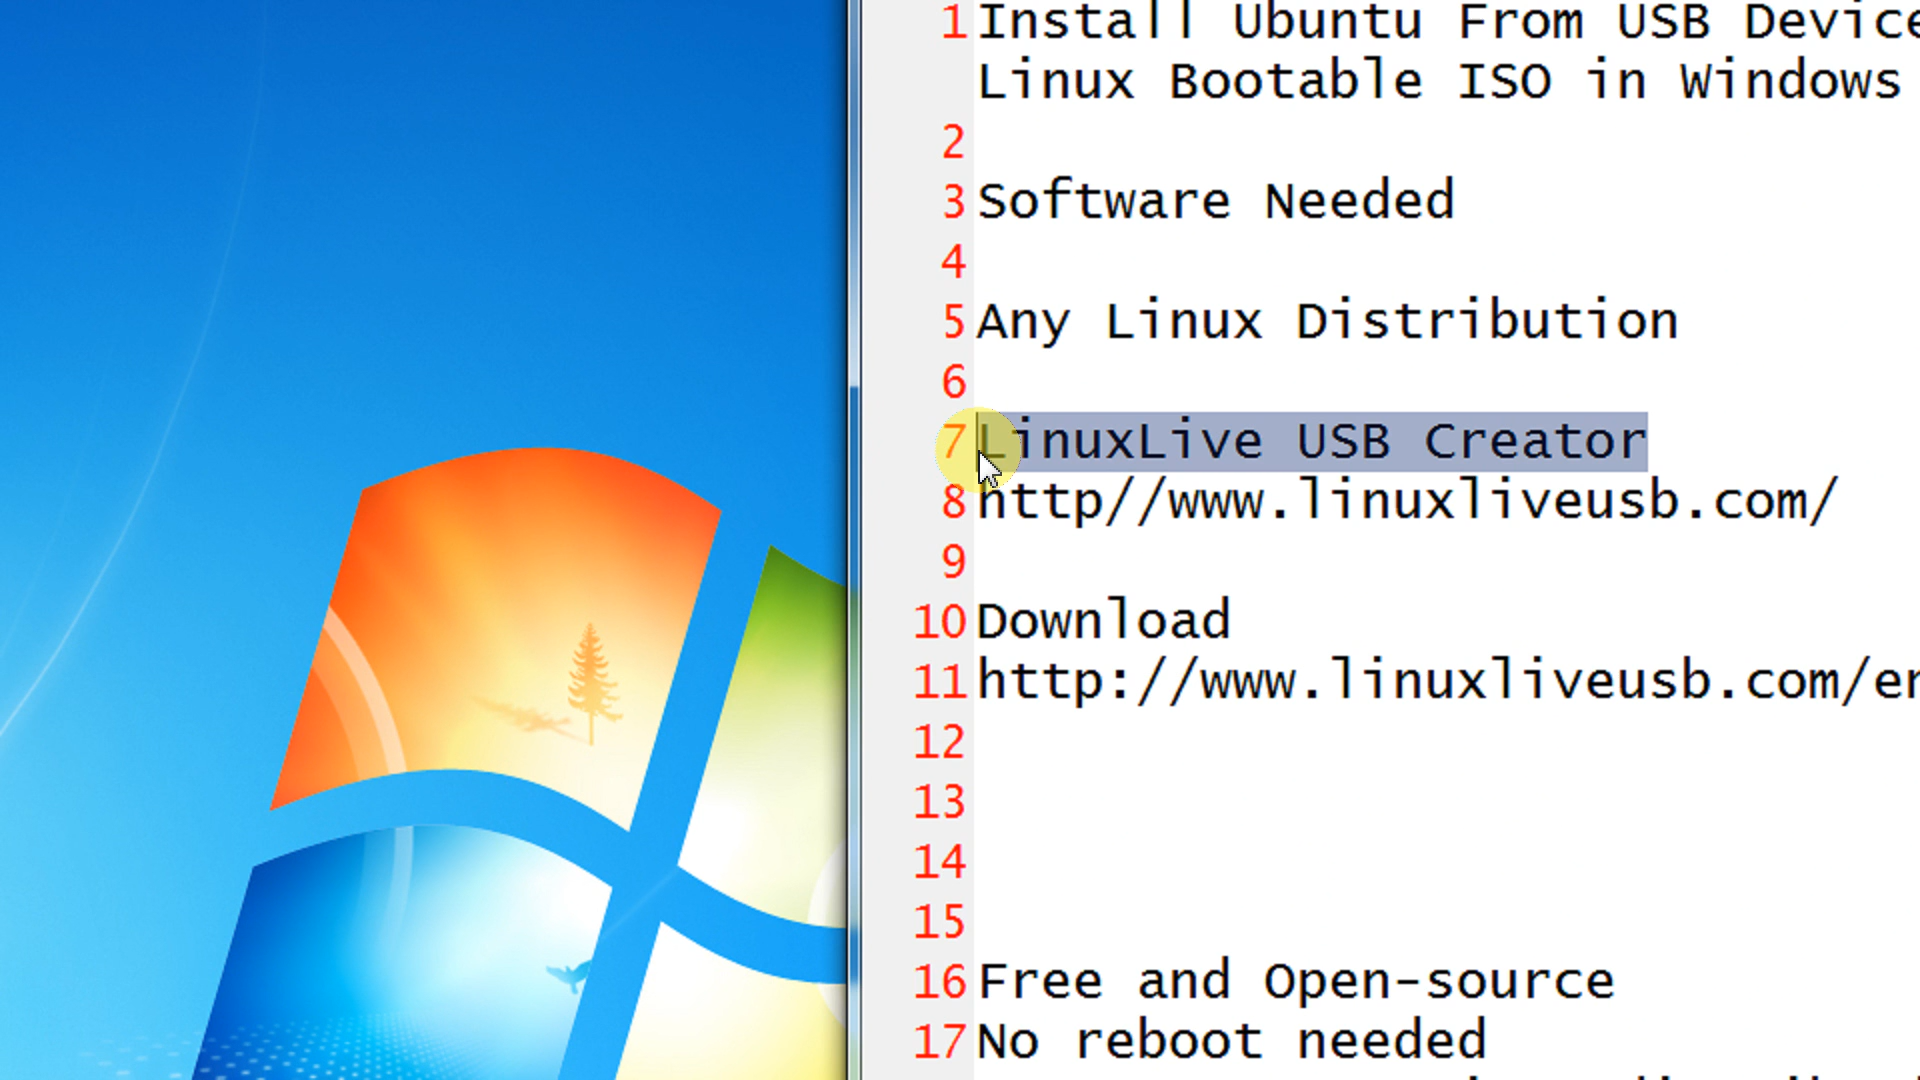 1 Install Ubuntu From USB Device
Linux Bootable ISO in Windows
2
3 Software Needed
4
5 Any Linux Distribution
6
7 LinuxLive USB Creator
8 http//www.linuxliveusb.com/
9
10 Download
11 http://www.linuxliveusb.com/en
12
13
14
15
16 Free and Open-source
17 No reboot needed